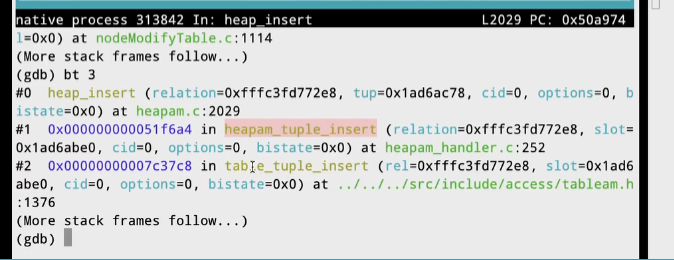 native process 313842 In: heap_insert L2029 PC: 0x50a974
l=0x0) at nodeModifyTable.c:1114
(More stack frames follow...)
(gdb) bt 3
#0 heap_insert (relation=0xfffc3fd772e8, tup=0x1ad6ac78, cid=0, options=0, b
istate=0x0) at heapam.c:2029
#1 0x000000000051f6a4 in heapam_tuple_insert (relation=0xfffc3fd772e8, slot=
0x1ad6abe0, cid=0, options=0, bistate=0x0) at heapam_handler.c:252
#2 0x00000000007c37c8 in table_tuple_insert (rel=0xfffc3fd772e8, slot=0x1ad6
abe0, cid=0, options=0, bistate=0x0) at ../../../src/include/access/tableam.h
:1376
(More stack frames follow...)
(gdb)